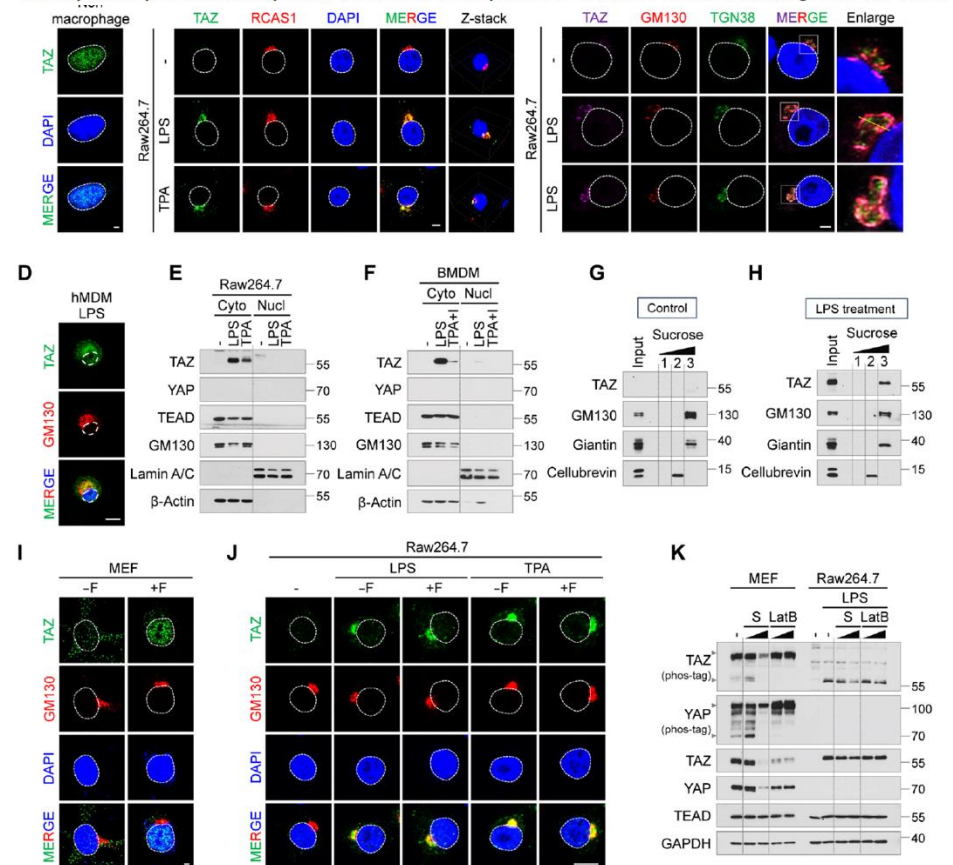 macrophage
TAZ
DAPI
MERGE
TAZ RCAS1 DAPI MERGE Z-stack
Raw264.7
-
LPS
TPA
TAZ GM130 TGN38 MERGE Enlarge
Raw264.7
-
LPS
LPS
D
hMDM
LPS
TAZ
GM130
MERGE
E
Raw264.7
Cyto Nucl
- LPS TPA - LPS TPA
TAZ 55
YAP 70
TEAD 55
GM130 130
Lamin A/C 70
β-Actin 55
F
BMDM
Cyto Nucl
- LPS TPA+I - LPS TPA+I
TAZ 55
YAP 70
TEAD 55
GM130 130
Lamin A/C 70
β-Actin 55
G
Control
Sucrose
Input 1 2 3
TAZ 55
GM130 130
Giantin 40
Cellubrevin 15
H
LPS treatment
Sucrose
Input 1 2 3
TAZ 55
GM130 130
Giantin 40
Cellubrevin 15
I
MEF
–F +F
TAZ
GM130
DAPI
MERGE
J
Raw264.7
LPS TPA
- –F +F –F +F
TAZ
GM130
DAPI
MERGE
K
MEF Raw264.7
LPS
- S LatB - - S LatB
TAZ
(phos-tag) 55
YAP 100
(phos-tag) 70
TAZ 55
YAP 70
TEAD 55
GAPDH 40